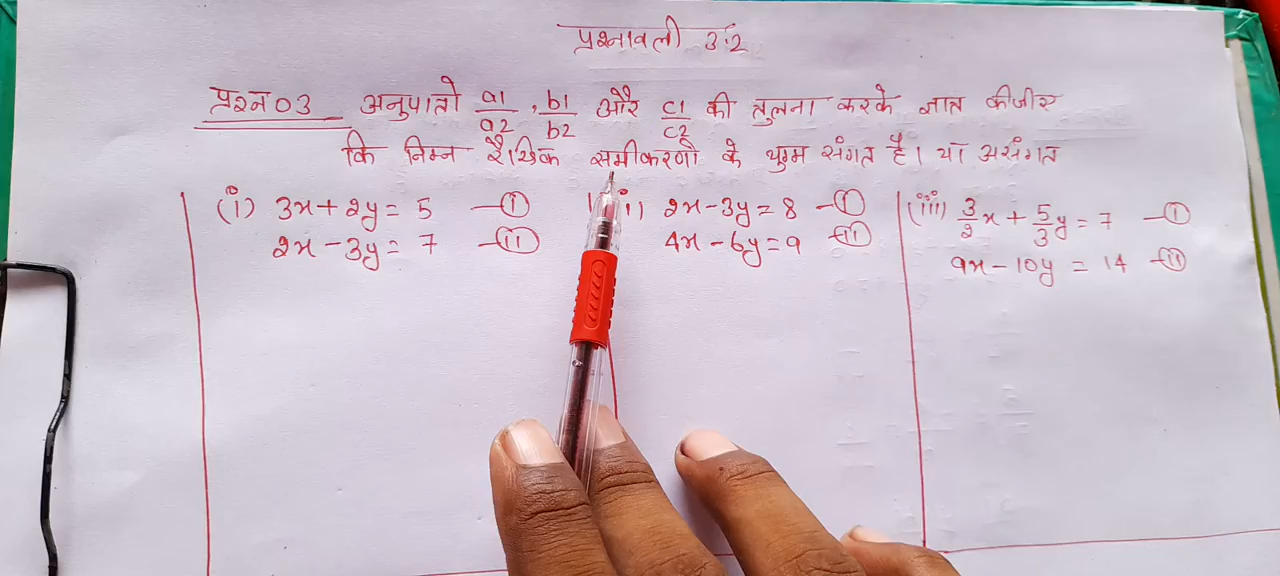 प्रश्नावली 3.2
प्रश्न 03 अनुपातो a1/a2 , b1/b2 और c1/c2 की तुलना करके ज्ञात कीजीए
कि निम्न रैखिक समीकरणो के युग्म संगत है। या असंगत
(i) 3x + 2y = 5 —(I)
2x - 3y = 7 —(II)
(ii) 2x - 3y = 8 —(I)
4x - 6y = 9 —(II)
(iii) 3/2 x + 5/3 y = 7 —(I)
9x - 10y = 14 —(II)